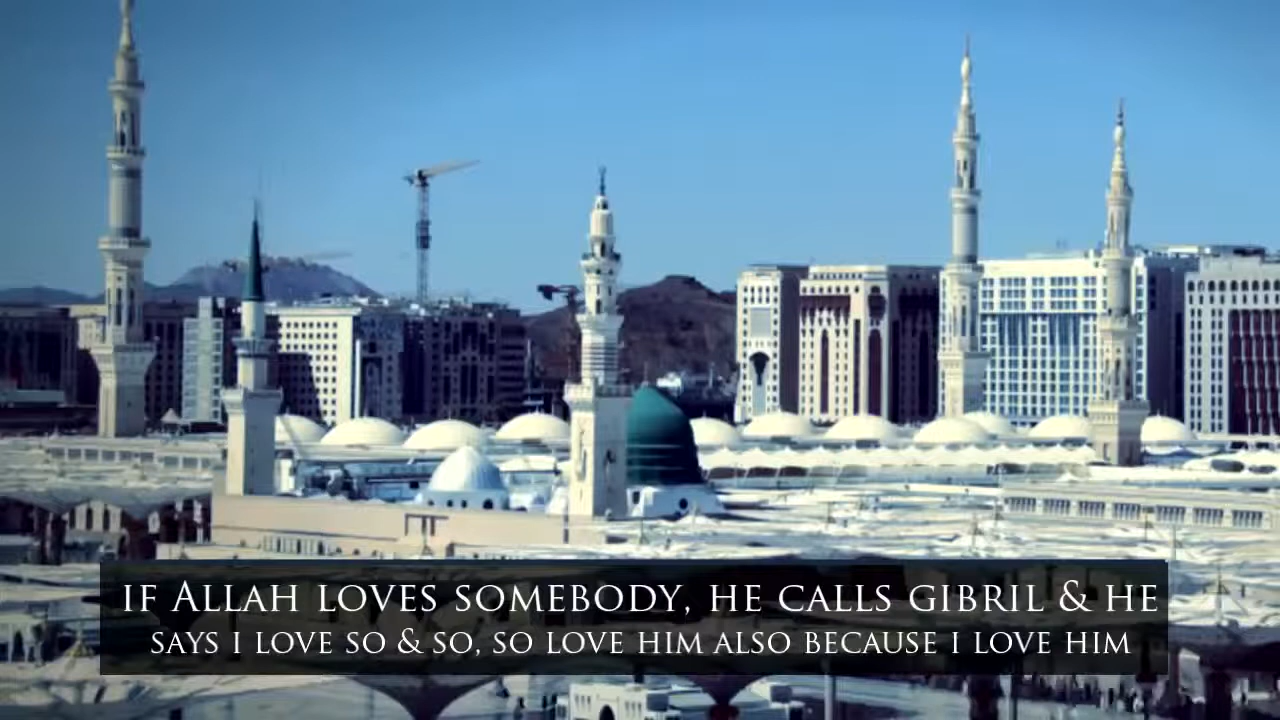 IF ALLAH LOVES SOMEBODY, HE CALLS GIBRIL & HE
SAYS I LOVE SO & SO, SO LOVE HIM ALSO BECAUSE I LOVE HIM